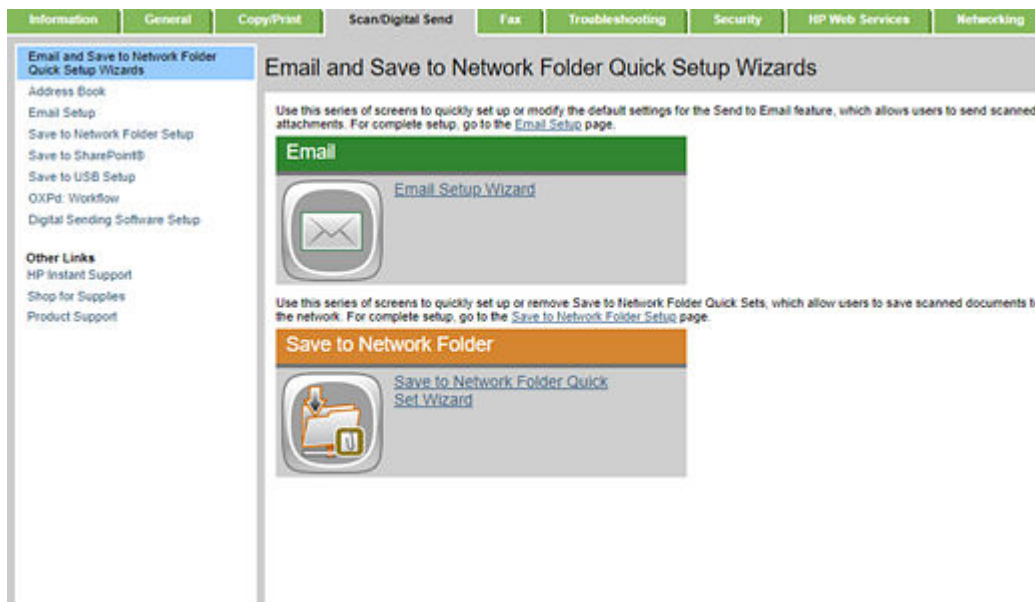 Information General Copy/Print Scan/Digital Send Fax Troubleshooting Security HP Web Services Networking
Email and Save to Network Folder
Quick Setup Wizards
Address Book
Email Setup
Save to Network Folder Setup
Save to SharePoint®
Save to USB Setup
OXPd: Workflow
Digital Sending Software Setup
Other Links
HP Instant Support
Shop for Supplies
Product Support
Email and Save to Network Folder Quick Setup Wizards
Use this series of screens to quickly set up or modify the default settings for the Send to Email feature, which allows users to send scanned
attachments. For complete setup, go to the Email Setup page.
Email
Email Setup Wizard
Use this series of screens to quickly set up or remove Save to Network Folder Quick Sets, which allow users to save scanned documents
the network. For complete setup, go to the Save to Network Folder Setup page.
Save to Network Folder
Save to Network Folder Quick
Set Wizard